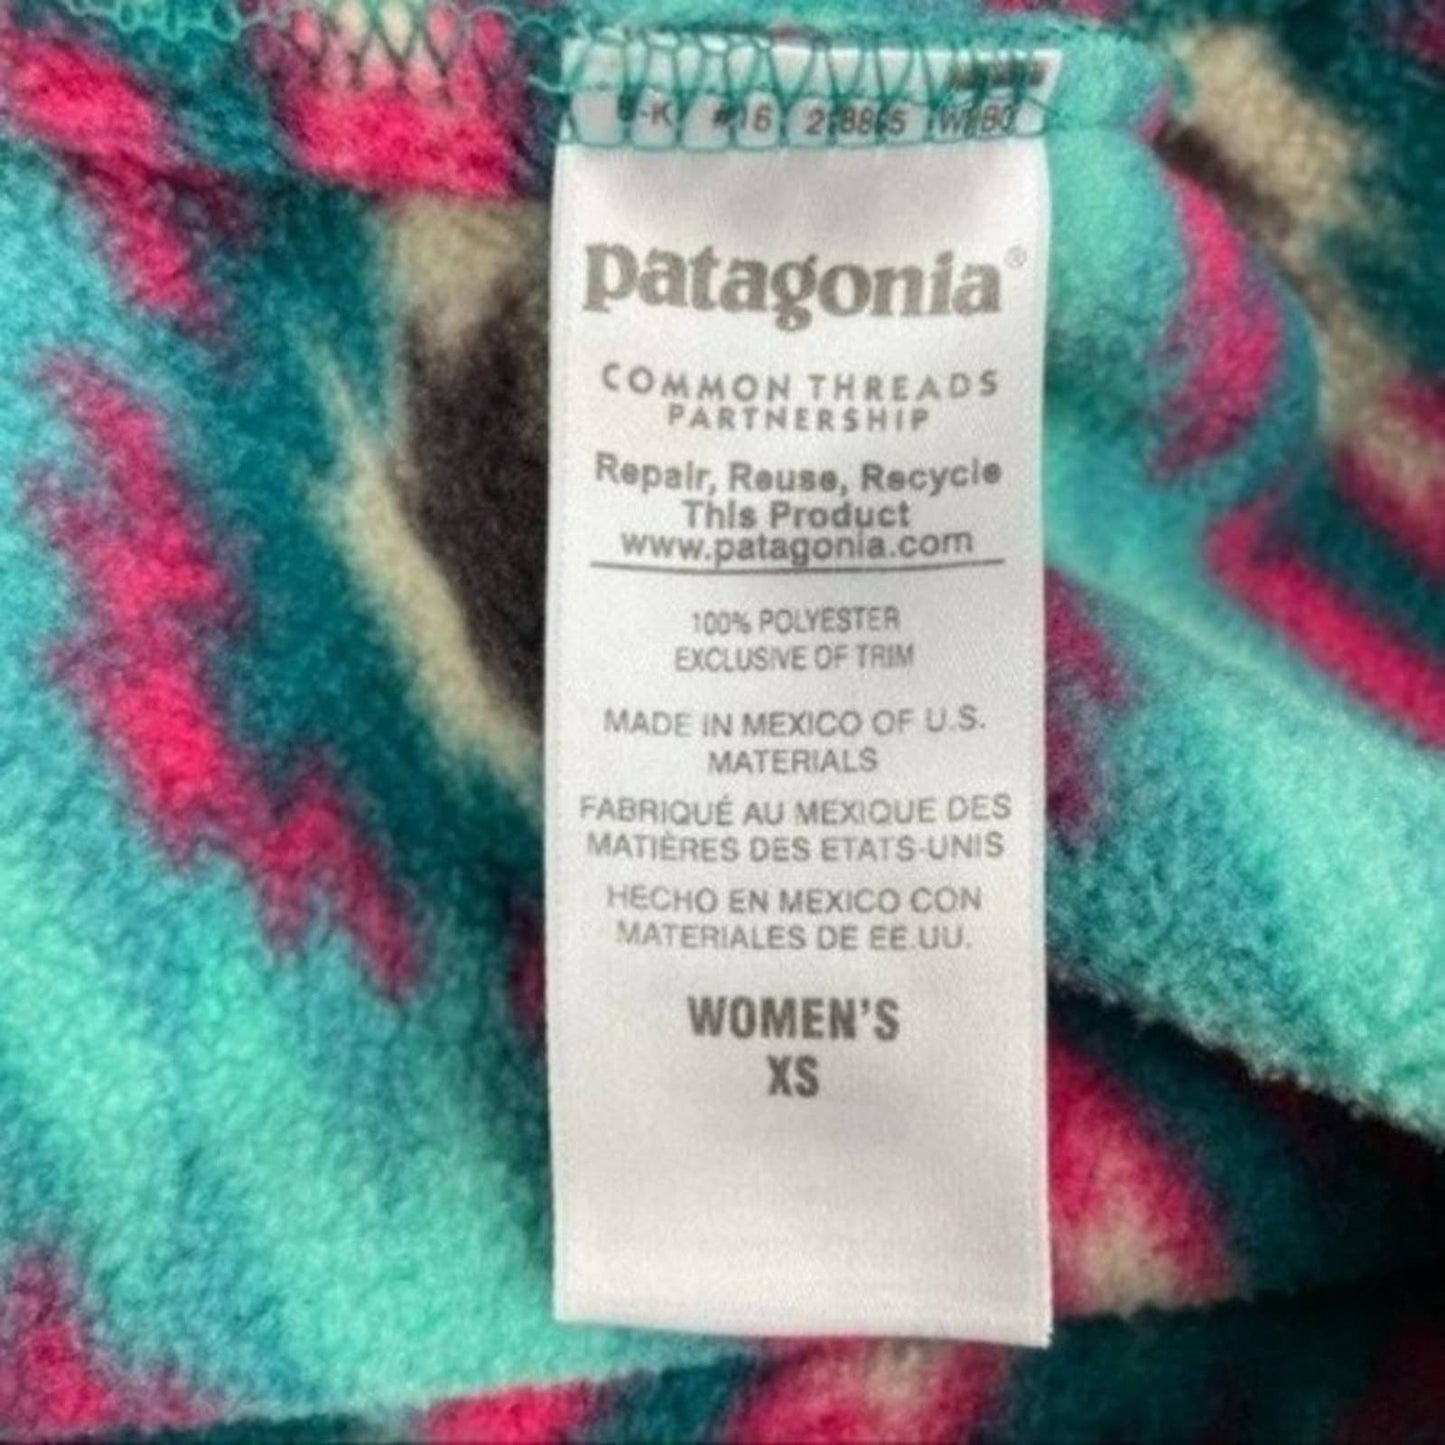 #16
patagonia®
COMMON THREADS
PARTNERSHIP
Repair, Reuse, Recycle
This Product
www.patagonia.com
100% POLYESTER
EXCLUSIVE OF TRIM
MADE IN MEXICO OF U.S.
MATERIALS
FABRIQUÉ AU MEXIQUE DES
MATIÈRES DES ETATS-UNIS
HECHO EN MEXICO CON
MATERIALES DE EE.UU.
WOMEN'S
XS